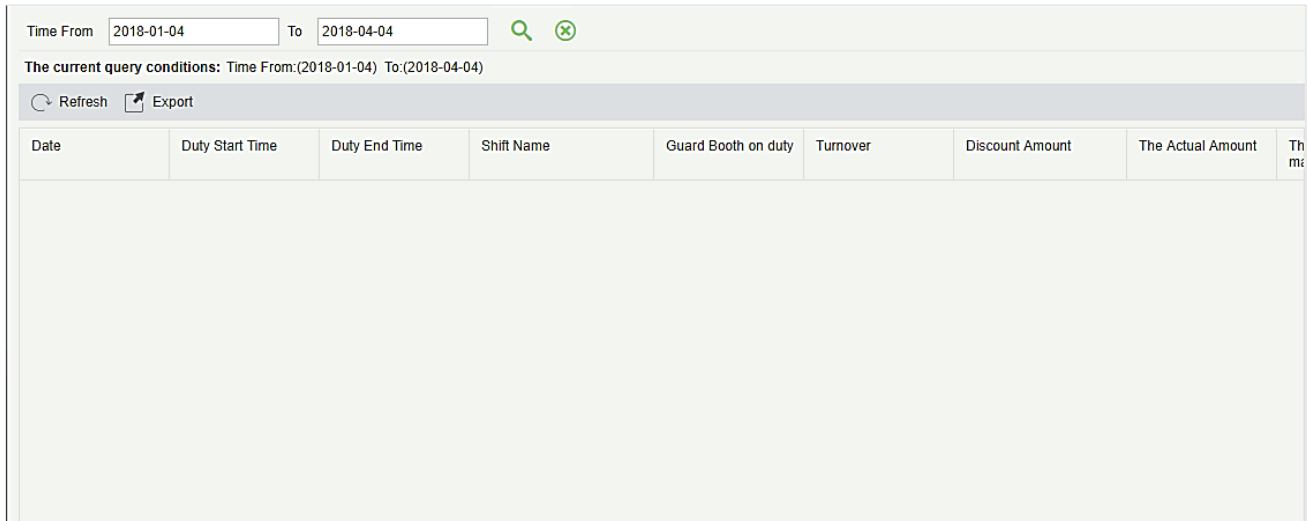 Time From 2018-01-04 To 2018-04-04
The current query conditions: Time From:(2018-01-04) To:(2018-04-04)
Refresh Export
Date Duty Start Time Duty End Time Shift Name Guard Booth on duty Turnover Discount Amount The Actual Amount